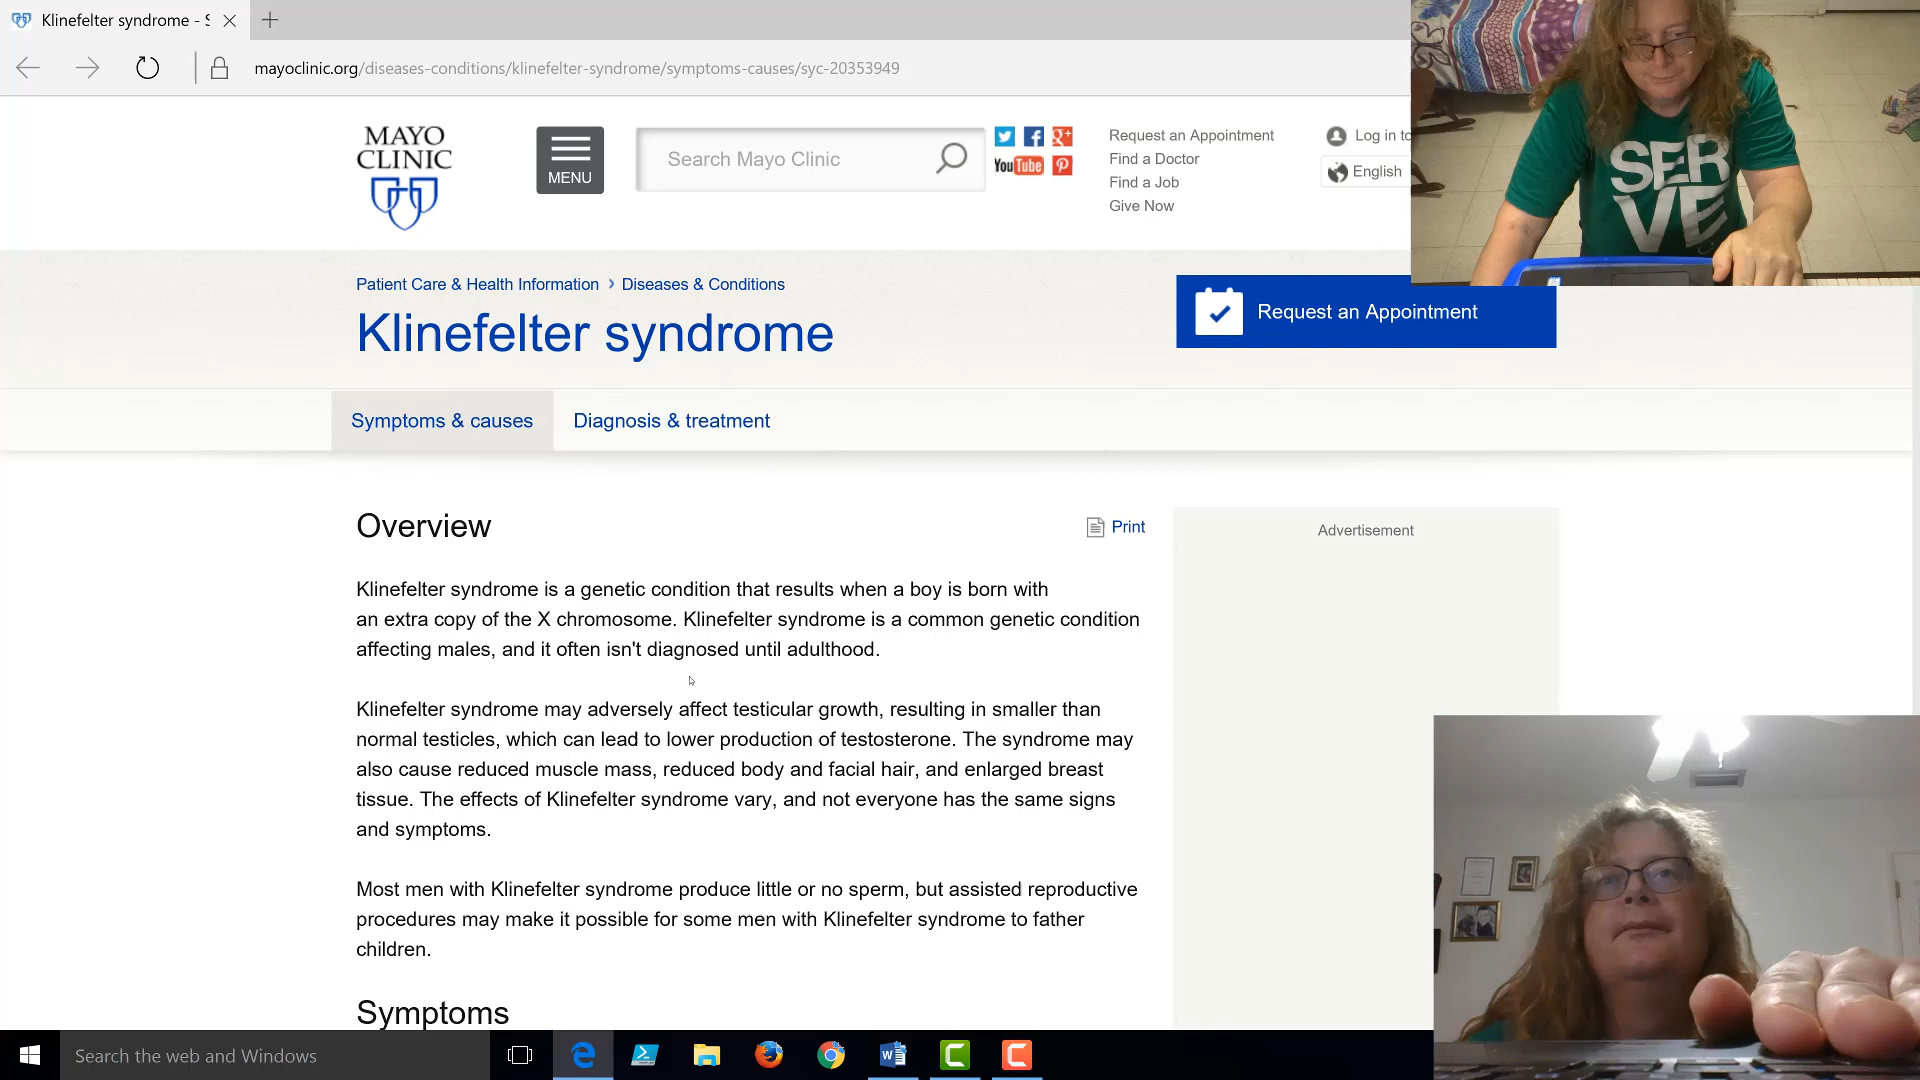 Klinefelter syndrome - S
mayoclinic.org/diseases-conditions/klinefelter-syndrome/symptoms-causes/syc-20353949
MAYO
CLINIC
MENU
Search Mayo Clinic
YouTube
Request an Appointment
Find a Doctor
Find a Job
Give Now
Log in to
English
SER
VE
Patient Care & Health Information › Diseases & Conditions
Klinefelter syndrome
Request an Appointment
Symptoms & causes
Diagnosis & treatment
Overview
Print
Advertisement
Klinefelter syndrome is a genetic condition that results when a boy is born with
an extra copy of the X chromosome. Klinefelter syndrome is a common genetic condition
affecting males, and it often isn't diagnosed until adulthood.
Klinefelter syndrome may adversely affect testicular growth, resulting in smaller than
normal testicles, which can lead to lower production of testosterone. The syndrome may
also cause reduced muscle mass, reduced body and facial hair, and enlarged breast
tissue. The effects of Klinefelter syndrome vary, and not everyone has the same signs
and symptoms.
Most men with Klinefelter syndrome produce little or no sperm, but assisted reproductive
procedures may make it possible for some men with Klinefelter syndrome to father
children.
Symptoms
Search the web and Windows